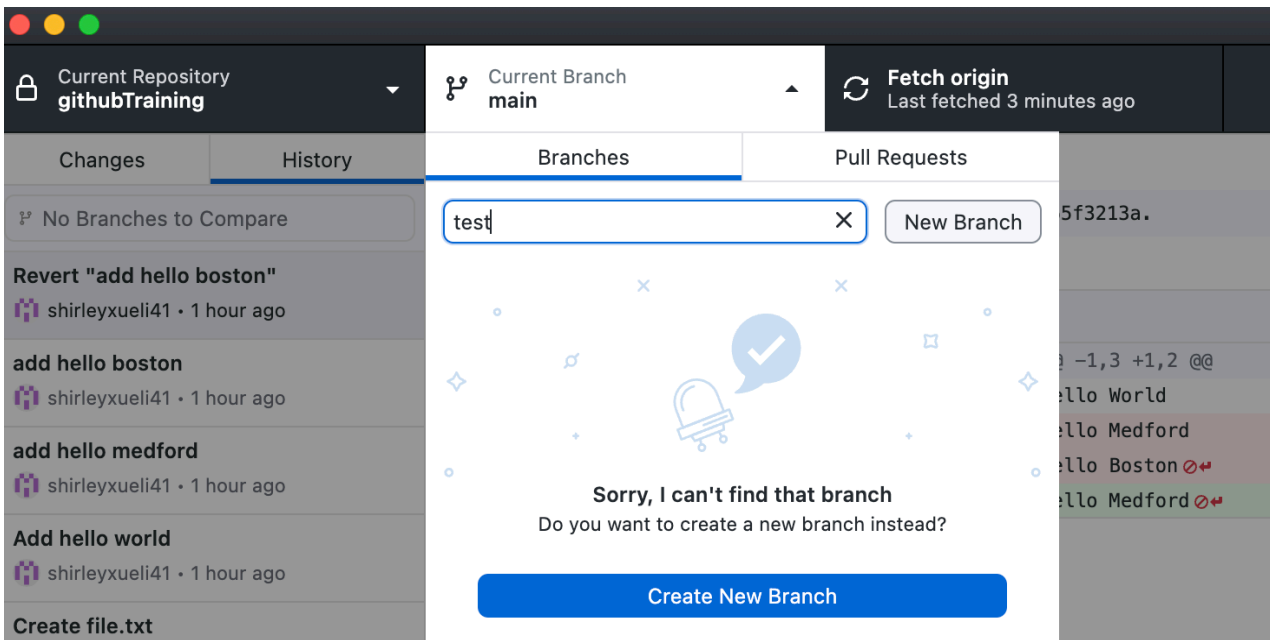 Current Repository
githubTraining
Current Branch
main
Fetch origin
Last fetched 3 minutes ago
Changes
History
Branches
Pull Requests
No Branches to Compare
test
New Branch
5f3213a.
Revert "add hello boston"
shirleyxueli41 • 1 hour ago
add hello boston
shirleyxueli41 • 1 hour ago
add hello medford
shirleyxueli41 • 1 hour ago
Add hello world
shirleyxueli41 • 1 hour ago
Create file.txt
Sorry, I can't find that branch
Do you want to create a new branch instead?
Create New Branch
-1,3 +1,2 @@
ello World
ello Medford
ello Boston
ello Medford